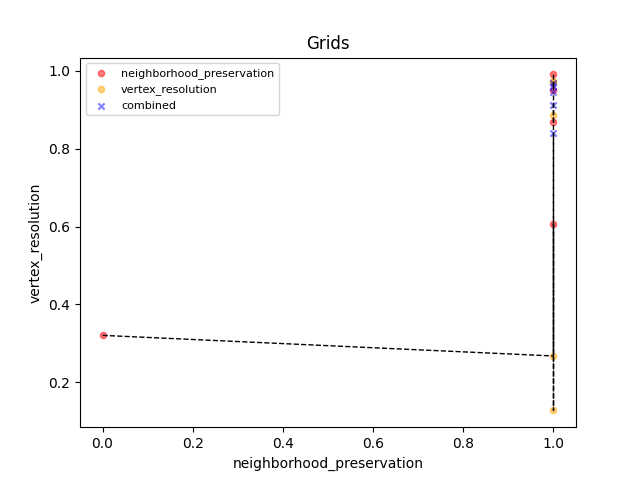 Grids
neighborhood_preservation
vertex_resolution
combined
1.0
0.8
0.6
0.4
0.2
vertex_resolution
0.0 0.2 0.4 0.6 0.8 1.0
neighborhood_preservation